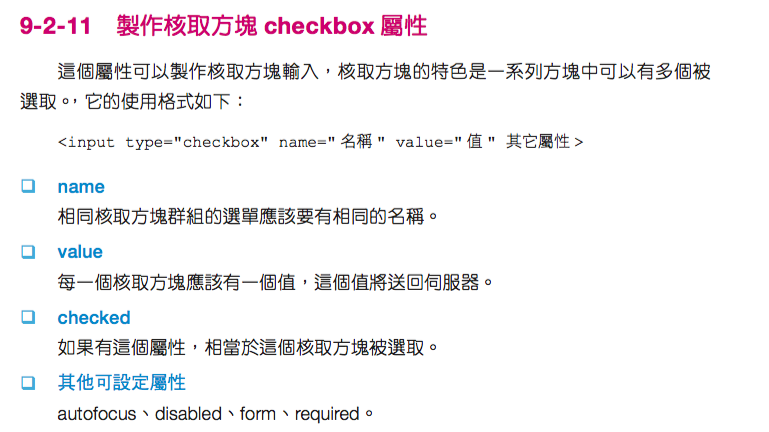 9-2-11 製作核取方塊 checkbox 屬性
這個屬性可以製作核取方塊輸入，核取方塊的特色是一系列方塊中可以有多個被
選取。，它的使用格式如下：
<input type="checkbox" name="名稱" value="值" 其它屬性>
❑ name
相同核取方塊群組的選單應該要有相同的名稱。
❑ value
每一個核取方塊應該有一個值，這個值將送回伺服器。
❑ checked
如果有這個屬性，相當於這個核取方塊被選取。
❑ 其他可設定屬性
autofocus、disabled、form、required。